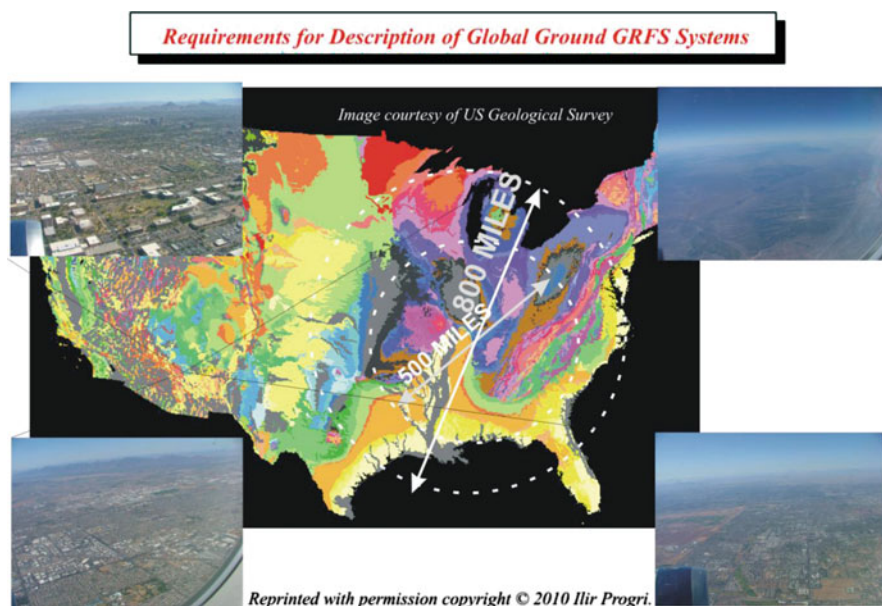 Requirements for Description of Global Ground GRFS Systems
Image courtesy of US Geological Survey
800 MILES
500 MILES
Reprinted with permission copyright © 2010 Ilir Progri.